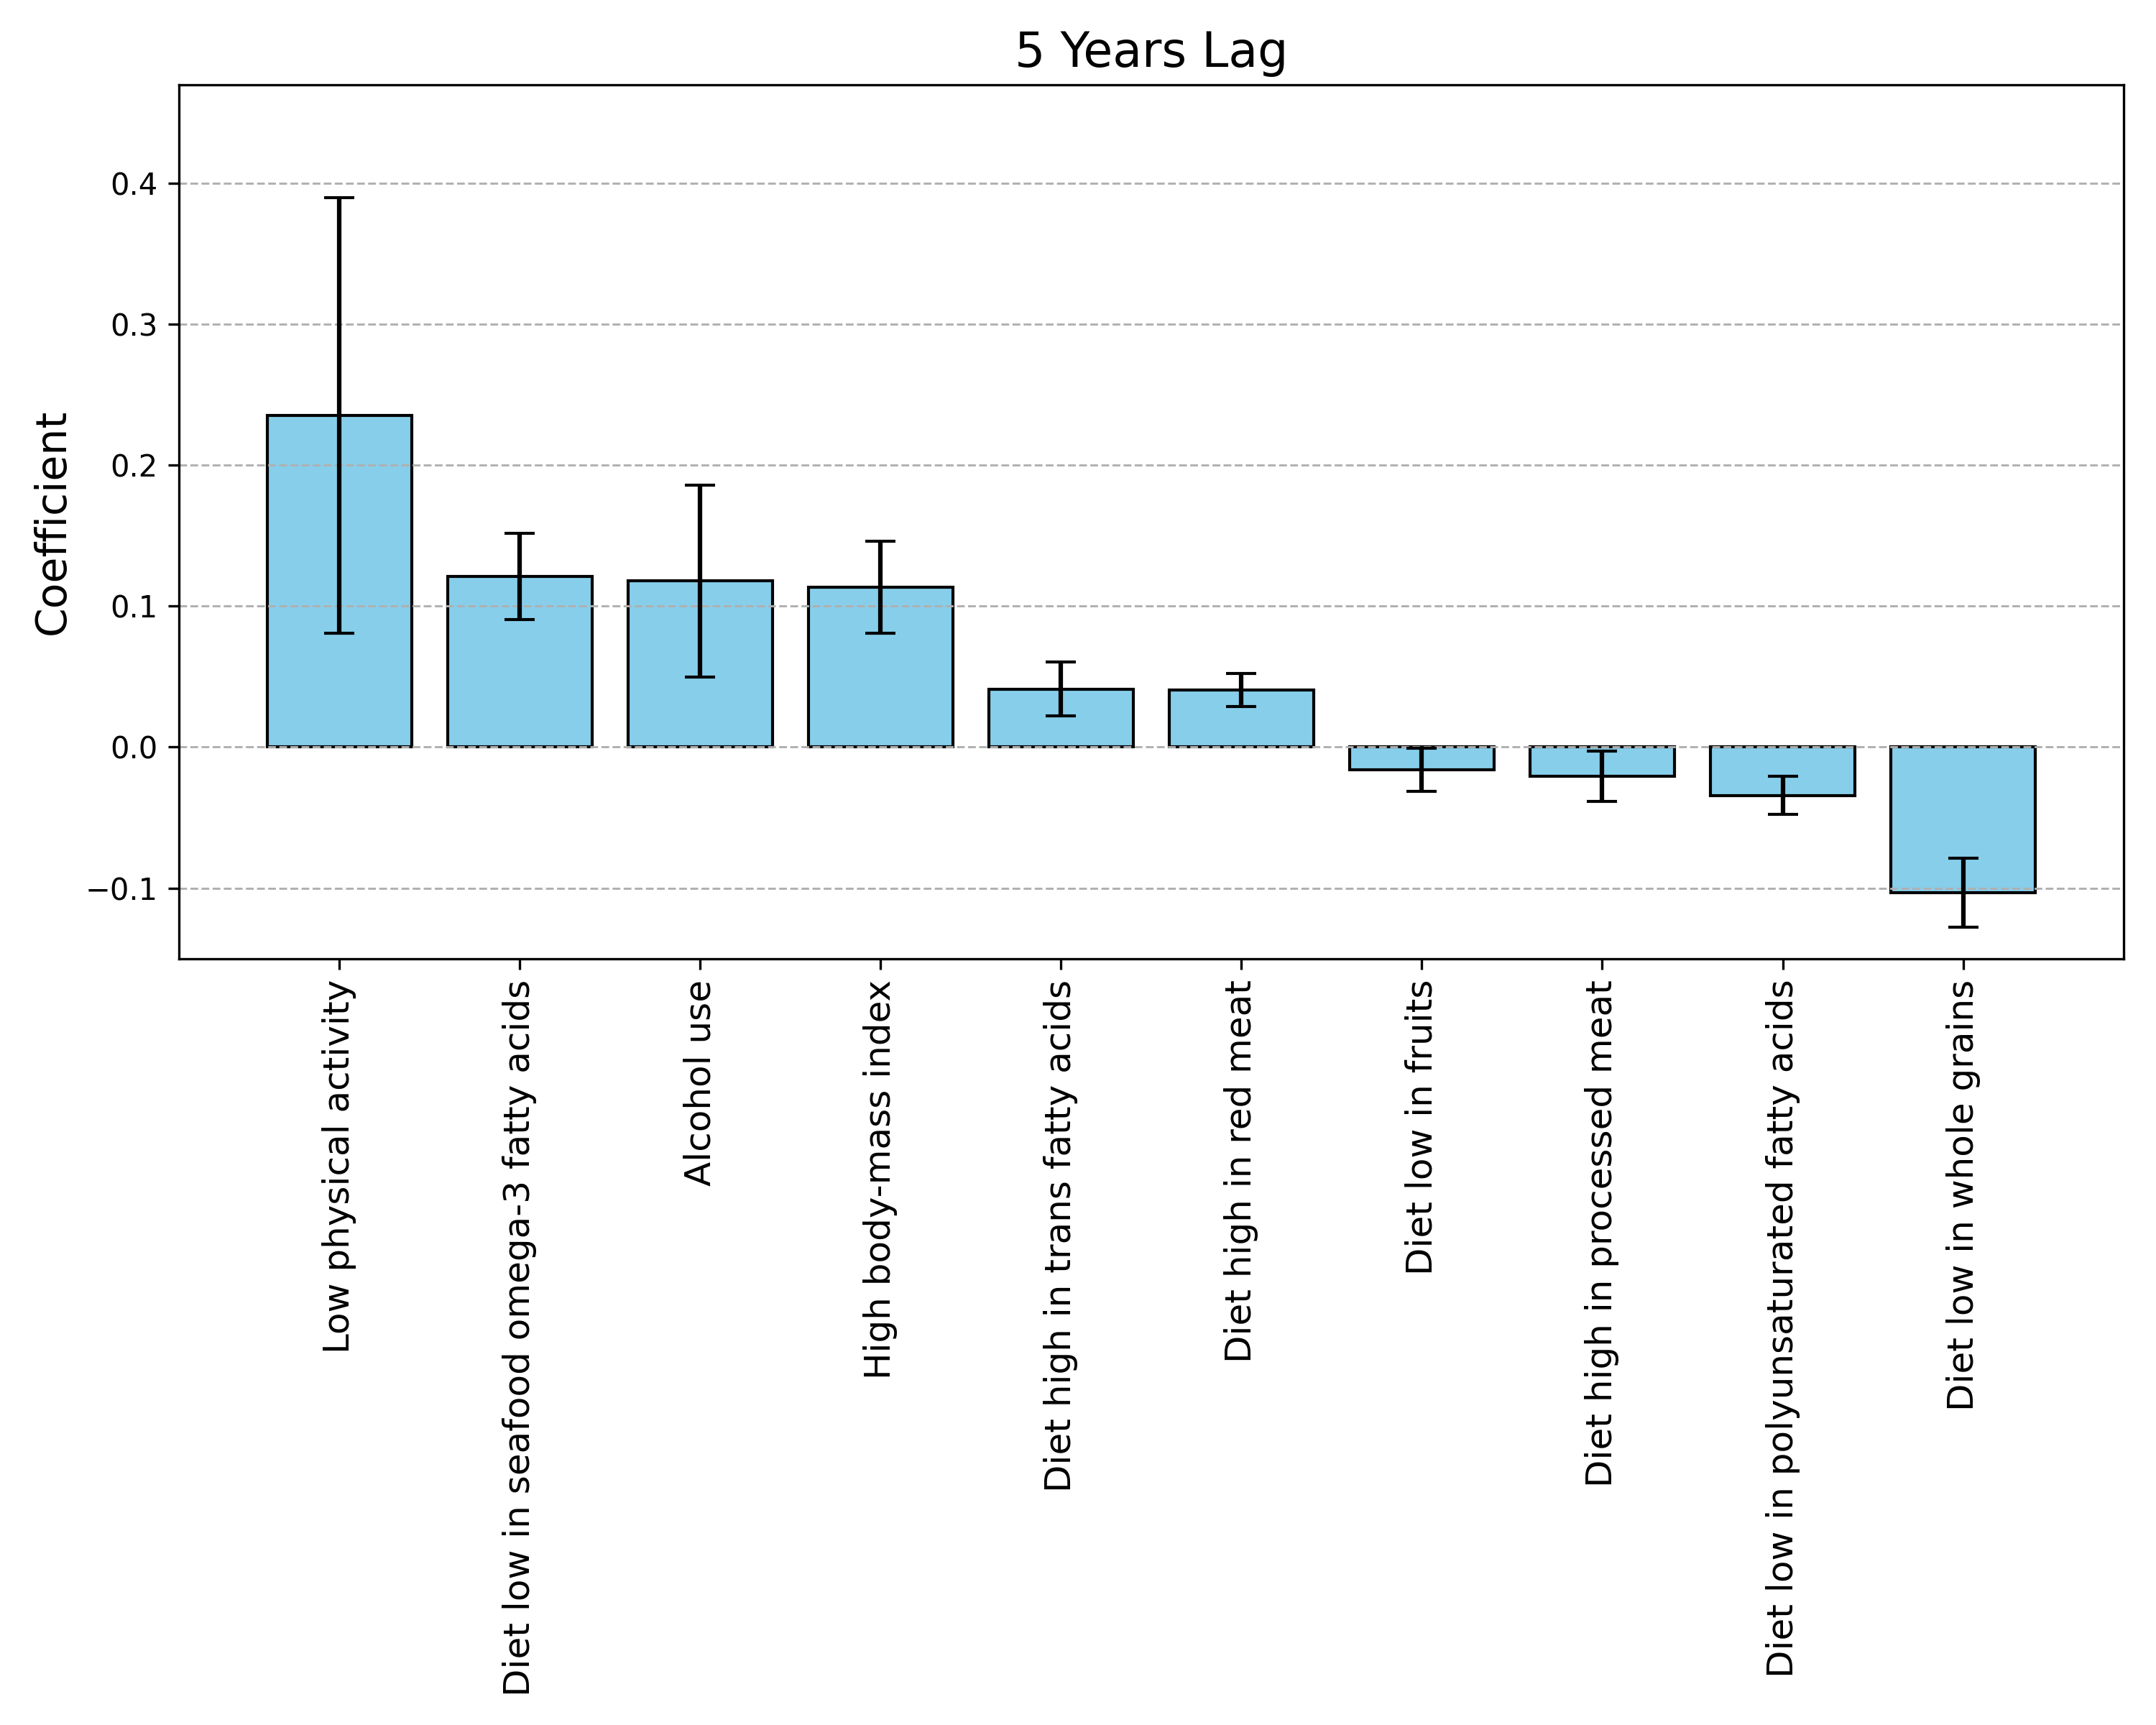 5 Years Lag
Coefficient
0.4
0.3
0.2
0.1
0.0
−0.1
Low physical activity
Diet low in seafood omega-3 fatty acids
Alcohol use
High body-mass index
Diet high in trans fatty acids
Diet high in red meat
Diet low in fruits
Diet high in processed meat
Diet low in polyunsaturated fatty acids
Diet low in whole grains